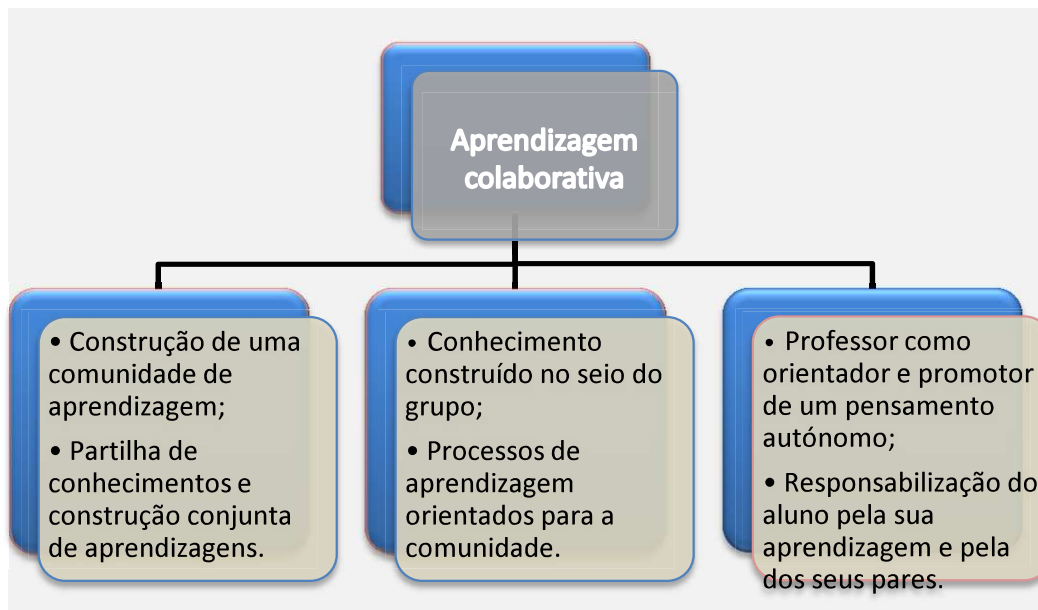 Aprendizagem
colaborativa
• Construção de uma
comunidade de
aprendizagem;
• Partilha de
conhecimentos e
construção conjunta
de aprendizagens.
• Conhecimento
construído no seio do
grupo;
• Processos de
aprendizagem
orientados para a
comunidade.
• Professor como
orientador e promotor
de um pensamento
autónomo;
• Responsabilização do
aluno pela sua
aprendizagem e pela
dos seus pares.